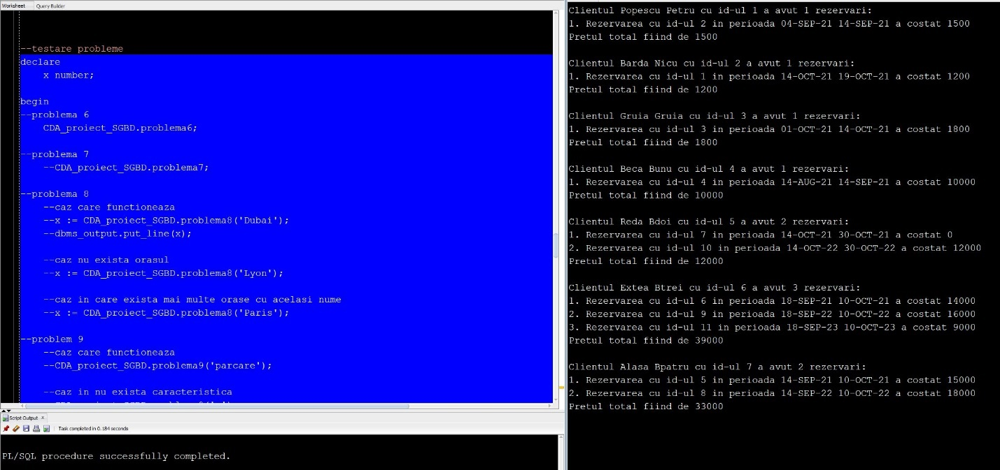 Worksheet Query Builder
--testare probleme
declare
    x number;
begin
--problema 6
    CDA_proiect_SGBD.problema6;
--problema 7
    --CDA_proiect_SGBD.problema7;
--problema 8
    --caz care functioneaza
    --x := CDA_proiect_SGBD.problema8('Dubai');
    --dbms_output.put_line(x);
    --caz nu exista orasul
    --x := CDA_proiect_SGBD.problema8('Lyon');
    --caz in care exista mai multe orase cu acelasi nume
    --x := CDA_proiect_SGBD.problema8('Paris');
--problem 9
    --caz care functioneaza
    --CDA_proiect_SGBD.problema9('parcare');
    --caz in nu exista caracteristica
Script Output x
Task completed in 0.184 seconds
PL/SQL procedure successfully completed.
Clientul Popescu Petru cu id-ul 1 a avut 1 rezervari:
1. Rezervarea cu id-ul 2 in perioada 04-SEP-21 14-SEP-21 a costat 1500
Pretul total fiind de 1500
Clientul Barda Nicu cu id-ul 2 a avut 1 rezervari:
1. Rezervarea cu id-ul 1 in perioada 14-OCT-21 19-OCT-21 a costat 1200
Pretul total fiind de 1200
Clientul Gruia Gruia cu id-ul 3 a avut 1 rezervari:
1. Rezervarea cu id-ul 3 in perioada 01-OCT-21 14-OCT-21 a costat 1800
Pretul total fiind de 1800
Clientul Beca Bunu cu id-ul 4 a avut 1 rezervari:
1. Rezervarea cu id-ul 4 in perioada 14-AUG-21 14-SEP-21 a costat 10000
Pretul total fiind de 10000
Clientul Reda Bdoi cu id-ul 5 a avut 2 rezervari:
1. Rezervarea cu id-ul 7 in perioada 14-OCT-21 30-OCT-21 a costat 0
2. Rezervarea cu id-ul 10 in perioada 14-OCT-22 30-OCT-22 a costat 12000
Pretul total fiind de 12000
Clientul Extea Btrei cu id-ul 6 a avut 3 rezervari:
1. Rezervarea cu id-ul 6 in perioada 18-SEP-21 10-OCT-21 a costat 14000
2. Rezervarea cu id-ul 9 in perioada 18-SEP-22 10-OCT-22 a costat 16000
3. Rezervarea cu id-ul 11 in perioada 18-SEP-23 10-OCT-23 a costat 9000
Pretul total fiind de 39000
Clientul Alasa Bpatru cu id-ul 7 a avut 2 rezervari:
1. Rezervarea cu id-ul 5 in perioada 14-SEP-21 10-OCT-21 a costat 15000
2. Rezervarea cu id-ul 8 in perioada 14-SEP-22 10-OCT-22 a costat 18000
Pretul total fiind de 33000